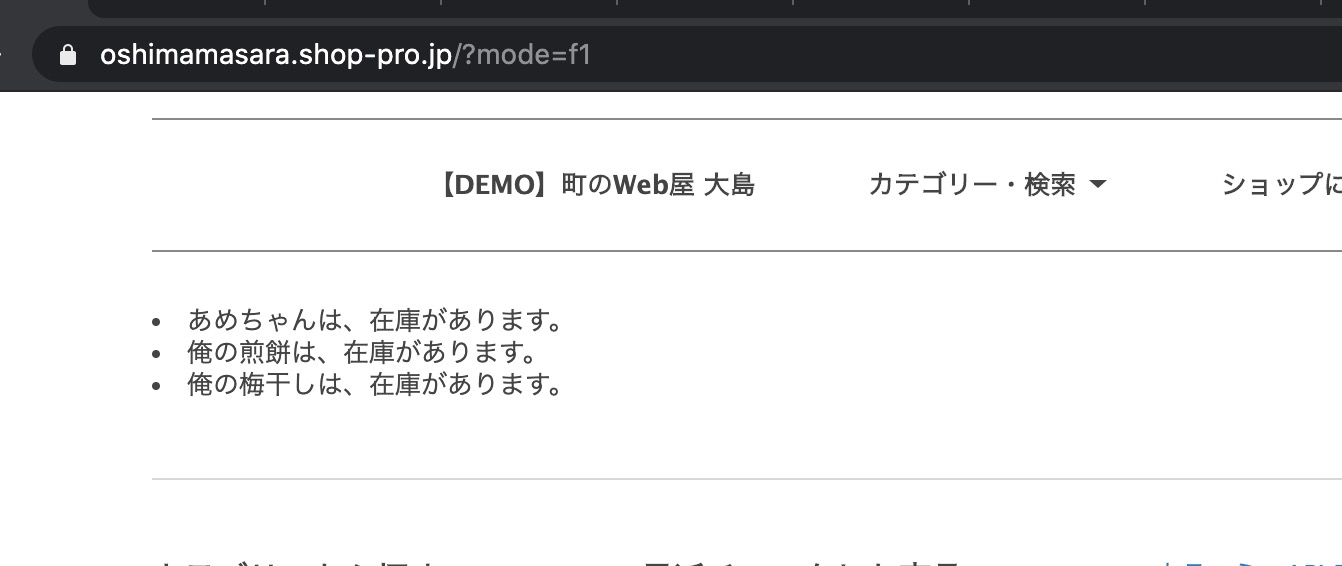 oshimamasara.shop-pro.jp/?mode=f1
【DEMO】町のWeb屋 大島 カテゴリー・検索 ショップに
• あめちゃんは、在庫があります。
• 俺の煎餅は、在庫があります。
• 俺の梅干しは、在庫があります。